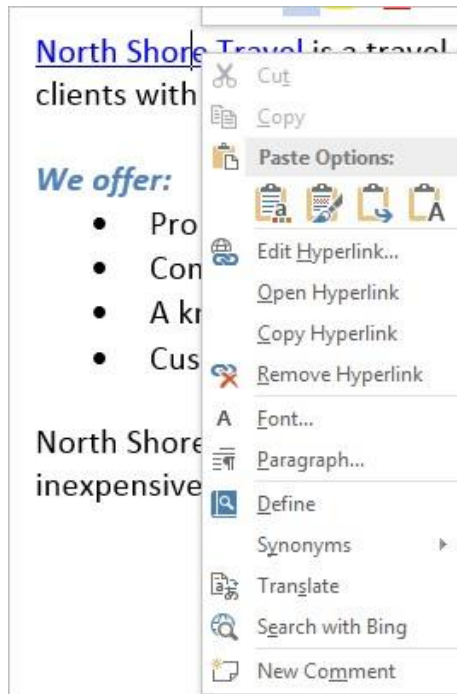 North Shore Travel is a travel
clients with
We offer:
Pro
Con
A kn
Cus
North Shore
inexpensive
Cut
Copy
Paste Options:
Edit Hyperlink...
Open Hyperlink
Copy Hyperlink
Remove Hyperlink
Font...
Paragraph...
Define
Synonyms
Translate
Search with Bing
New Comment